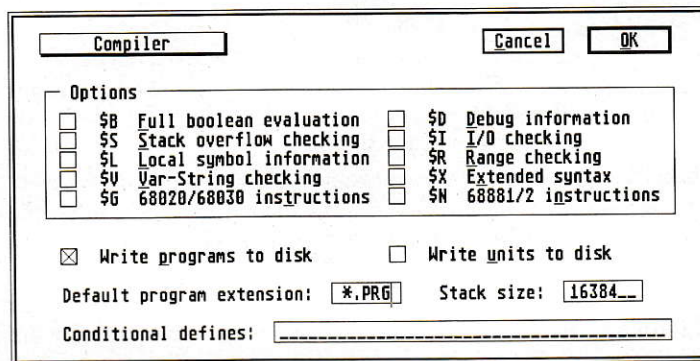 Compiler Cancel OK
Options
$B Full boolean evaluation $D Debug information
$S Stack overflow checking $I I/O checking
$L Local symbol information $R Range checking
$V Var-String checking $X Extended syntax
$G 68020/68030 instructions $N 68881/2 instructions
Write programs to disk Write units to disk
Default program extension: *.PRG Stack size: 16384__
Conditional defines: ________________________________________